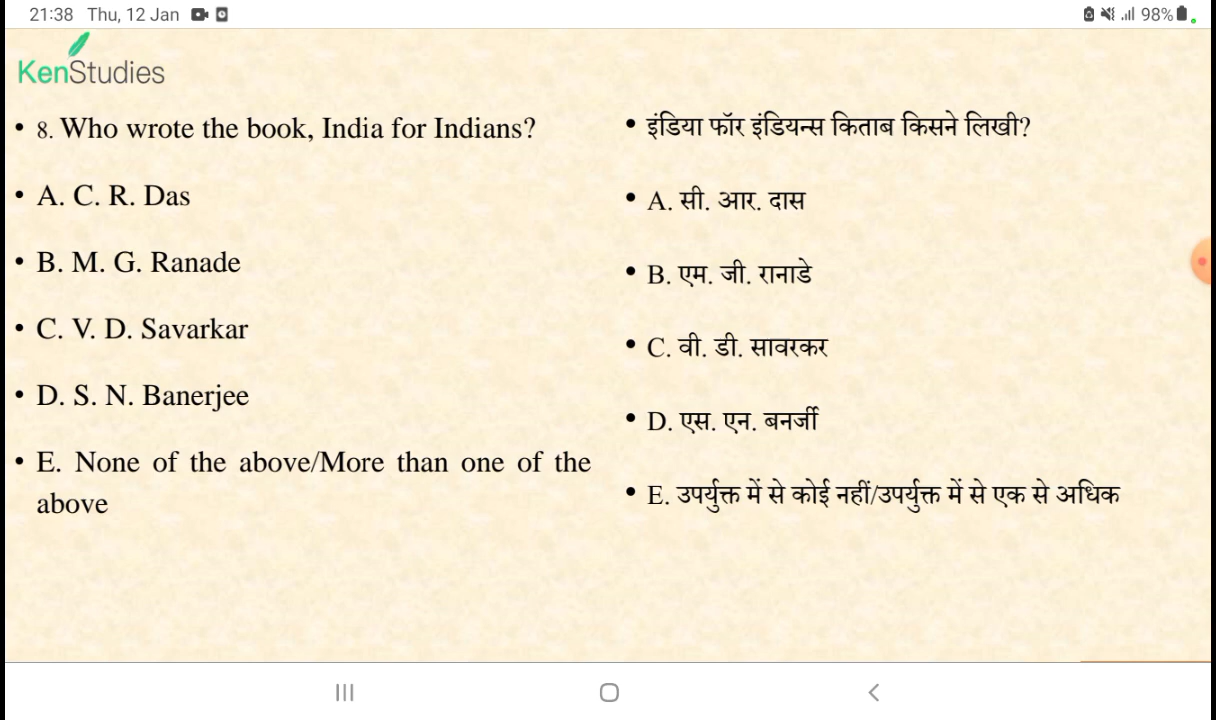 21:38 Thu, 12 Jan
98%
KenStudies
• 8. Who wrote the book, India for Indians?
• A. C. R. Das
• B. M. G. Ranade
• C. V. D. Savarkar
• D. S. N. Banerjee
• E. None of the above/More than one of the
above
• इंडिया फॉर इंडियन्स किताब किसने लिखी?
• A. सी. आर. दास
• B. एम. जी. रानाडे
• C. वी. डी. सावरकर
• D. एस. एन. बनर्जी
• E. उपर्युक्त में से कोई नहीं/उपर्युक्त में से एक से अधिक